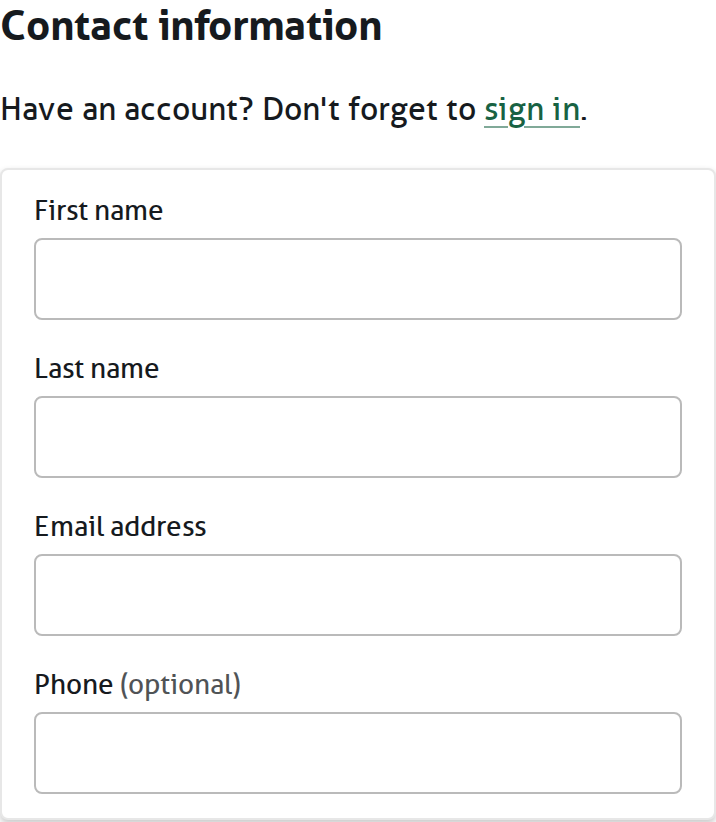 Contact information
Have an account? Don't forget to sign in.
First name
Last name
Email address
Phone (optional)